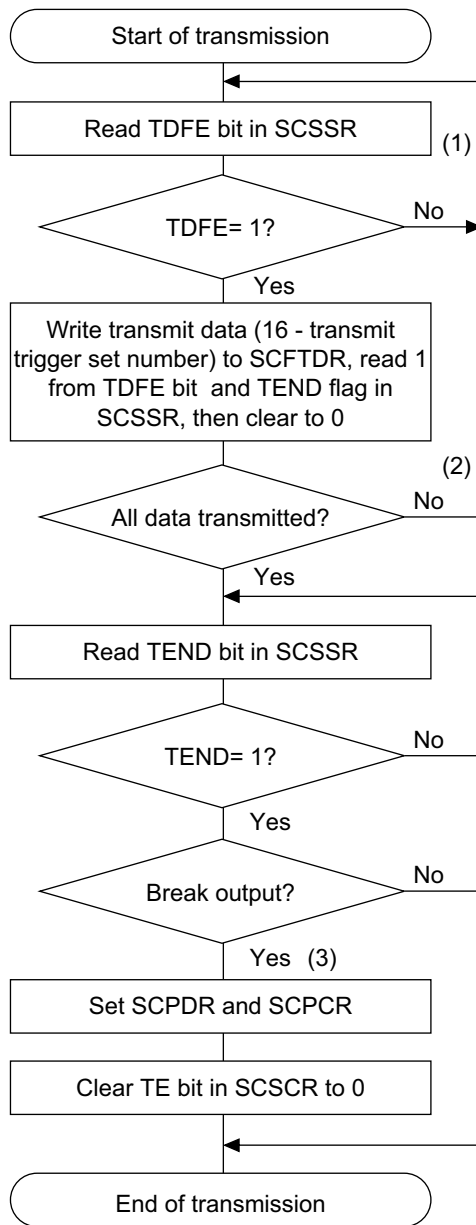 Start of transmission
Read TDFE bit in SCSSR
(1)
TDFE= 1?
No
Yes
Write transmit data (16 - transmit
trigger set number) to SCFTDR, read 1
from TDFE bit and TEND flag in
SCSSR, then clear to 0
(2)
All data transmitted?
No
Yes
Read TEND bit in SCSSR
TEND= 1?
No
Yes
Break output?
No
Yes (3)
Set SCPDR and SCPCR
Clear TE bit in SCSCR to 0
End of transmission